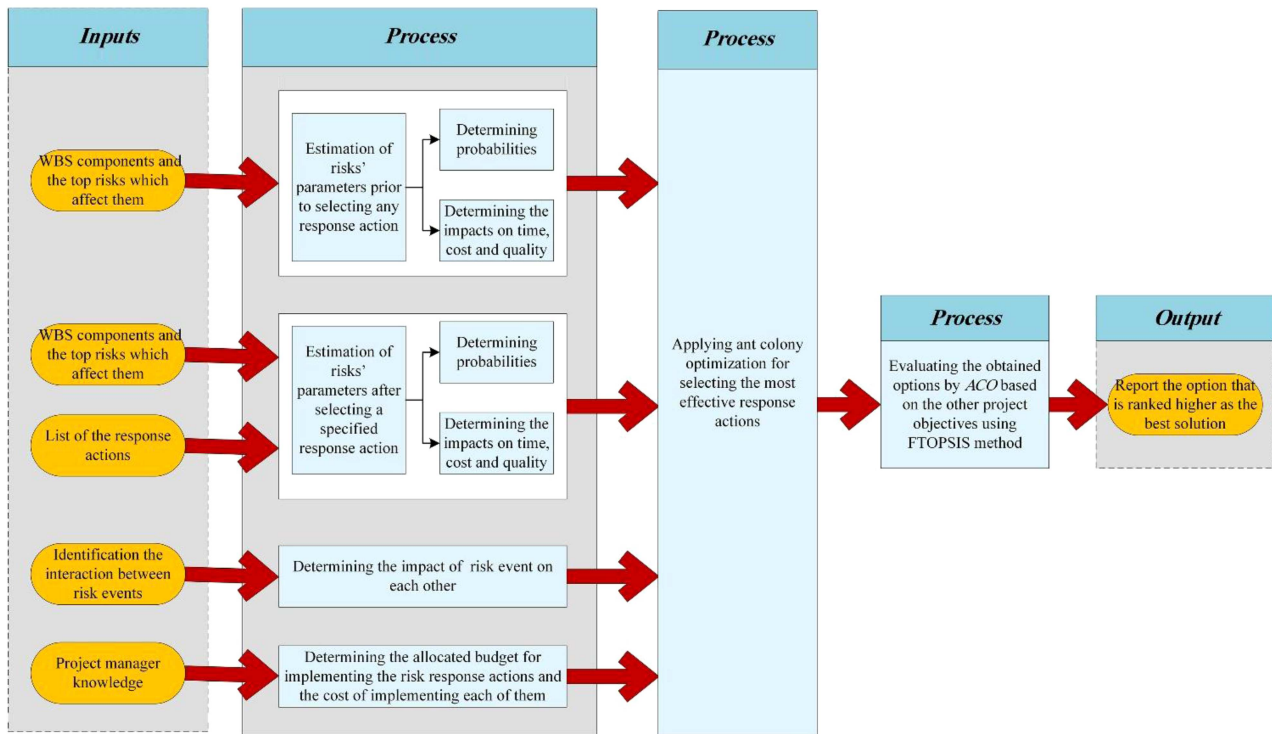 Inputs
WBS components and
the top risks which
affect them
WBS components and
the top risks which
affect them
List of the response
actions
Identification the
interaction between
risk events
Project manager
knowledge
Process
Estimation of
risks'
parameters prior
to selecting any
response action
Determining
probabilities
Determining the
impacts on time,
cost and quality
Estimation of
risks'
parameters after
selecting a
specified
response action
Determining
probabilities
Determining the
impacts on time,
cost and quality
Determining the impact of risk event on
each other
Determining the allocated budget for
implementing the risk response actions and
the cost of implementing each of them
Process
Applying ant colony
optimization for
selecting the most
effective response
actions
Process
Evaluating the obtained
options by ACO based
on the other project
objectives using
FTOPSIS method
Output
Report the option that
is ranked higher as the
best solution